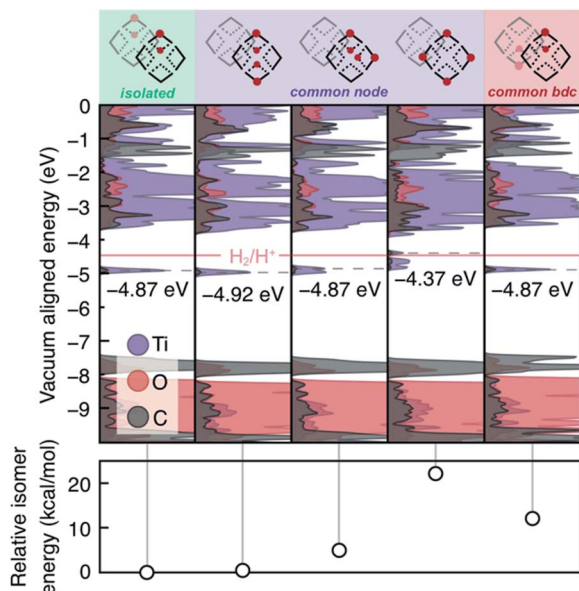 isolated
common node
common bdc
Vacuum aligned energy (eV)
0
−1
−2
−3
−4
−5
−6
−7
−8
−9
H2/H+
−4.87 eV
−4.92 eV
−4.87 eV
−4.37 eV
−4.87 eV
Ti
O
C
Relative isomer
energy (kcal/mol)
20
10
0